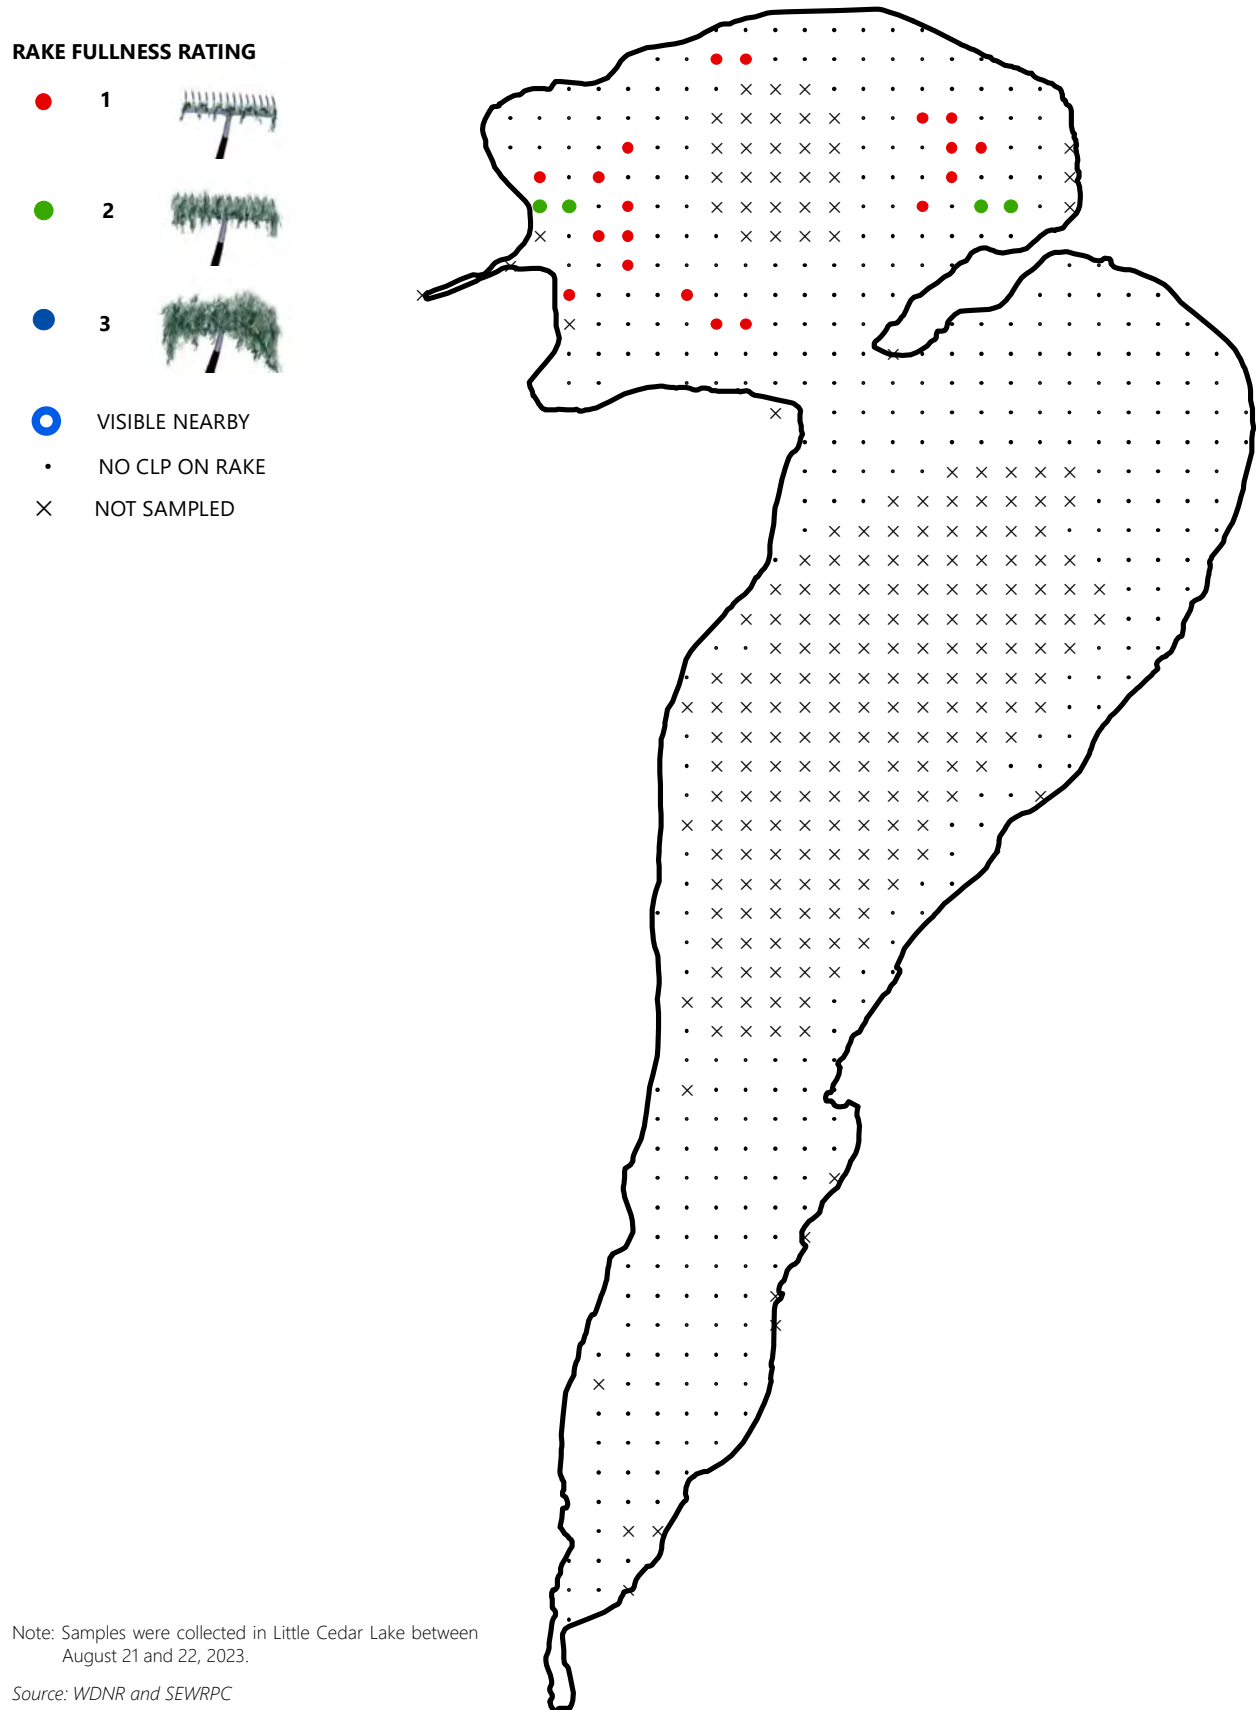 RAKE FULLNESS RATING
1
2
3
VISIBLE NEARBY
NO CLP ON RAKE
NOT SAMPLED
Note: Samples were collected in Little Cedar Lake between
August 21 and 22, 2023.
Source: WDNR and SEWRPC